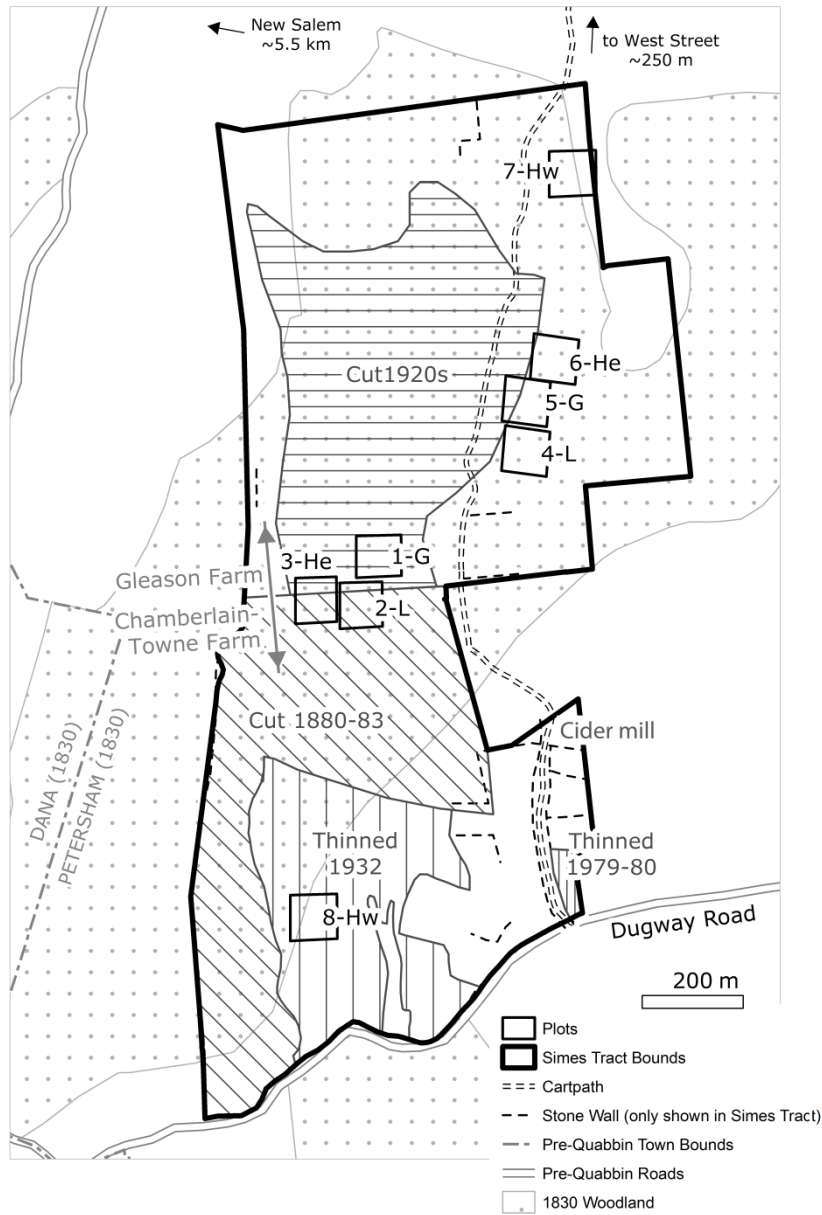 New Salem
~5.5 km
to West Street
~250 m
7-Hw
6-He
Cut1920s
5-G
4-L
3-He
1-G
Gleason Farm
2-L
Chamberlain-
Towne Farm
Cut 1880-83
Cider mill
DANA (1830)
PETERSHAM (1830)
Thinned
1932
Thinned
1979-80
8-Hw
Dugway Road
200 m
Plots
Simes Tract Bounds
Cartpath
Stone Wall (only shown in Simes Tract)
Pre-Quabbin Town Bounds
Pre-Quabbin Roads
1830 Woodland